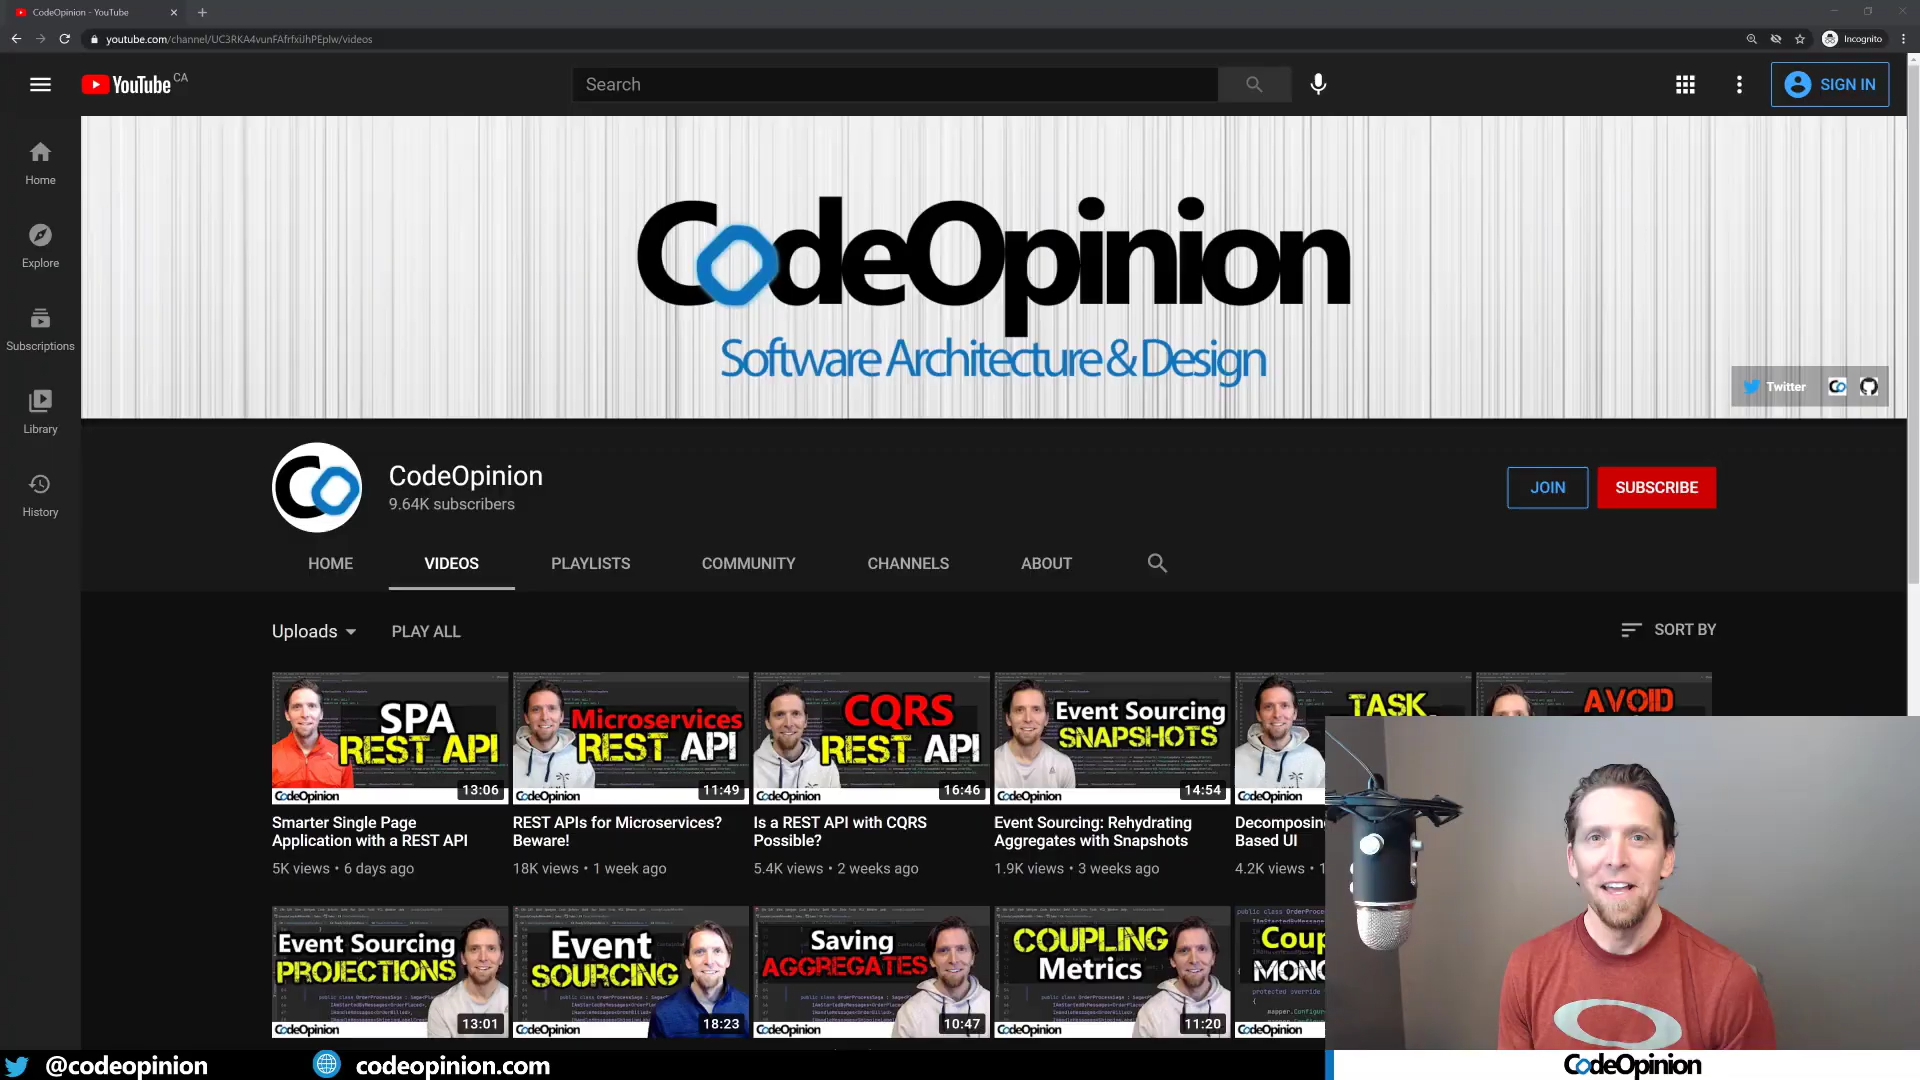 CodeOpinion - YouTube
youtube.com/channel/UC3RKA4vunFAfrfxiJhPEplw/videos
Incognito
YouTube CA
Search
SIGN IN
Home
Explore
Subscriptions
Library
History
CodeOpinion
Software Architecture & Design
Twitter
CodeOpinion
9.64K subscribers
JOIN
SUBSCRIBE
HOME
VIDEOS
PLAYLISTS
COMMUNITY
CHANNELS
ABOUT
Uploads
PLAY ALL
SORT BY
SPA
REST API
CodeOpinion
13:06
Smarter Single Page
Application with a REST API
5K views • 6 days ago
Microservices
REST API
CodeOpinion
11:49
REST APIs for Microservices?
Beware!
18K views • 1 week ago
CQRS
REST API
CodeOpinion
16:46
Is a REST API with CQRS
Possible?
5.4K views • 2 weeks ago
Event Sourcing
SNAPSHOTS
CodeOpinion
14:54
Event Sourcing: Rehydrating
Aggregates with Snapshots
1.9K views • 3 weeks ago
TASK
Decomposing
Based UI
4.2K views • 1
AVOID
Event Sourcing
PROJECTIONS
CodeOpinion
13:01
Event
SOURCING
CodeOpinion
18:23
Saving
AGGREGATES
CodeOpinion
10:47
COUPLING
Metrics
CodeOpinion
11:20
Coup
MONO
@codeopinion
codeopinion.com
CodeOpinion